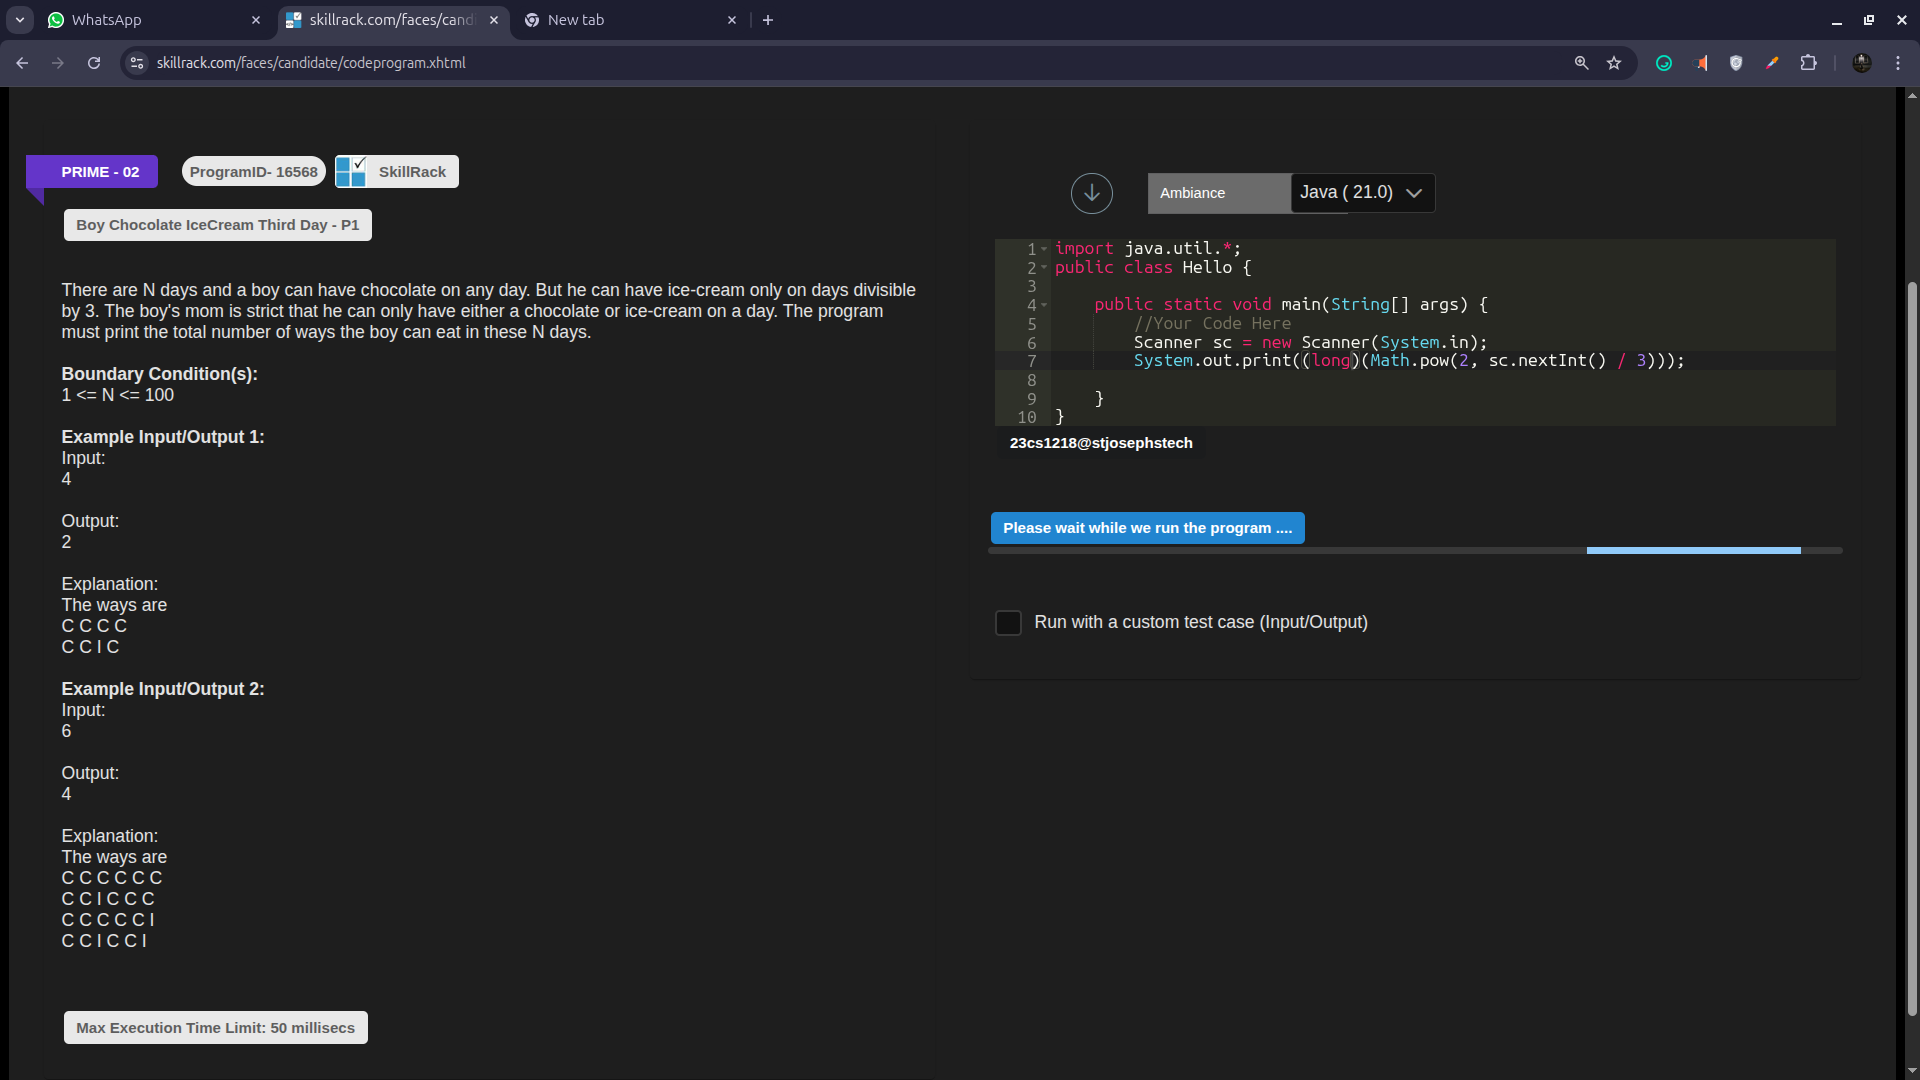 WhatsApp
skillrack.com/faces/candi
New tab
skillrack.com/faces/candidate/codeprogram.xhtml
PRIME - 02
ProgramID- 16568
SkillRack
Boy Chocolate IceCream Third Day - P1
There are N days and a boy can have chocolate on any day. But he can have ice-cream only on days divisible
by 3. The boy's mom is strict that he can only have either a chocolate or ice-cream on a day. The program
must print the total number of ways the boy can eat in these N days.
Boundary Condition(s):
1 <= N <= 100
Example Input/Output 1:
Input:
4
Output:
2
Explanation:
The ways are
C C C C
C C I C
Example Input/Output 2:
Input:
6
Output:
4
Explanation:
The ways are
C C C C C C
C C I C C C
C C C C C I
C C I C C I
Max Execution Time Limit: 50 millisecs
Ambiance
Java ( 21.0)
1 import java.util.*;
2 public class Hello {
3
4     public static void main(String[] args) {
5         //Your Code Here
6         Scanner sc = new Scanner(System.in);
7         System.out.print((long)(Math.pow(2, sc.nextInt() / 3)));
8
9     }
10 }
23cs1218@stjosephstech
Please wait while we run the program ....
Run with a custom test case (Input/Output)